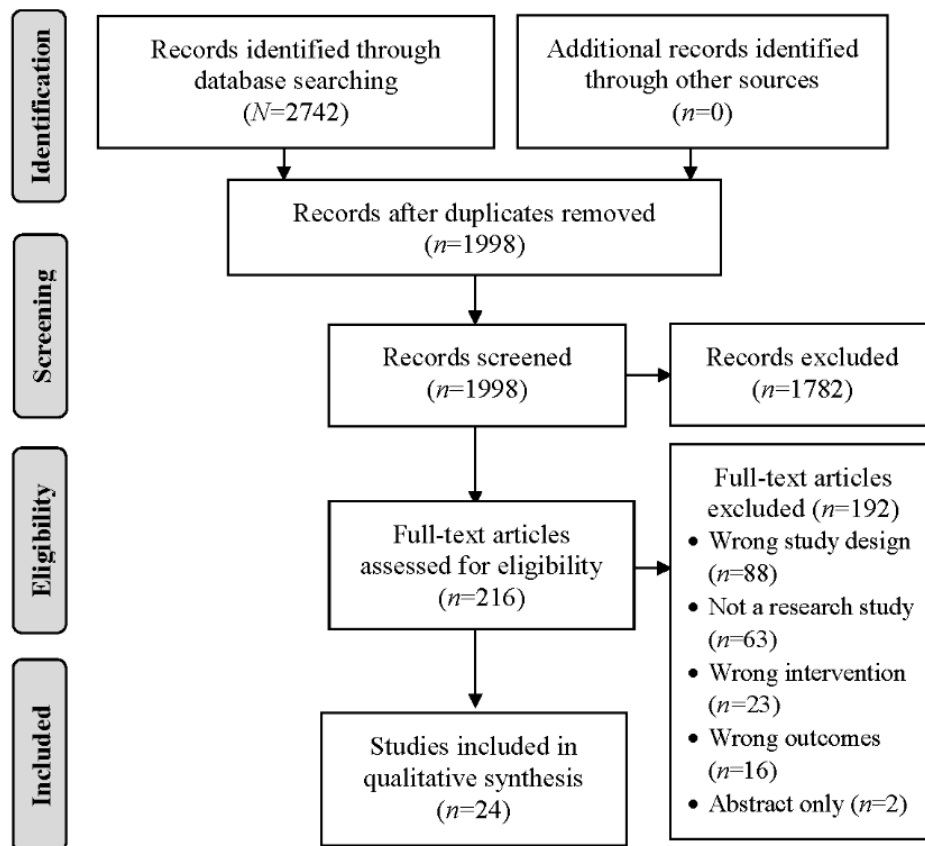 Identification
Records identified through
database searching
(N=2742)
Additional records identified
through other sources
(n=0)
Records after duplicates removed
(n=1998)
Screening
Records screened
(n=1998)
Records excluded
(n=1782)
Eligibility
Full-text articles
assessed for eligibility
(n=216)
Full-text articles
excluded (n=192)
• Wrong study design
(n=88)
• Not a research study
(n=63)
• Wrong intervention
(n=23)
• Wrong outcomes
(n=16)
• Abstract only (n=2)
Included
Studies included in
qualitative synthesis
(n=24)